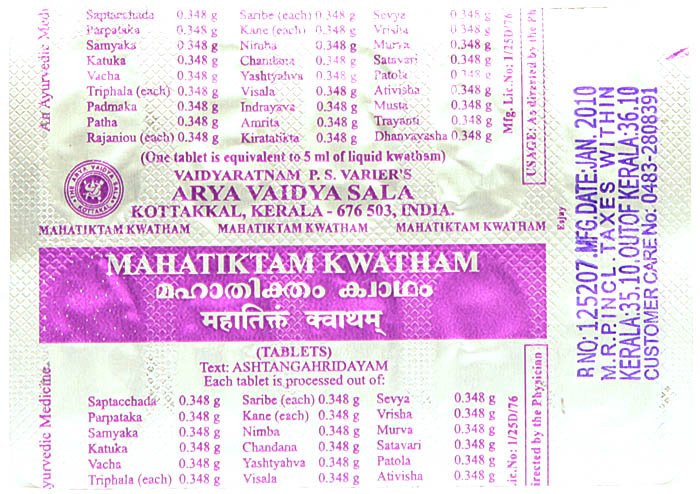 Saptacchada 0.348 g Saribe (each) 0.348 g Sevya 0.348 g
Parpataka 0.348 g Kane (each) 0.348 g Vrisha 0.348 g
Samyaka 0.348 g Nimba 0.348 g Murva 0.348 g
Katuka 0.348 g Chandana 0.348 g Satavari 0.348 g
Vacha 0.348 g Yashtyahva 0.348 g Patola 0.348 g
Triphala (each) 0.348 g Visala 0.348 g Ativisha 0.348 g
Padmaka 0.348 g Indrayava 0.348 g Musta 0.348 g
Patha 0.348 g Amrita 0.348 g Trayanti 0.348 g
Rajaniou (each) 0.348 g Kiratatikta 0.348 g Dhanvayasha 0.348 g
An Ayurvedic Medi
Mfg. Lic.No: 1/25D/76
USAGE: As directed by the Ph
(One tablet is equivalent to 5 ml of liquid kwatham)
VAIDYARATNAM P. S. VARIER'S
ARYA VAIDYA SALA
KOTTAKKAL, KERALA - 676 503, INDIA.
THE ARYA VAIDYA SALA KOTTAKKAL
Enjay
MAHATIKTAM KWATHAM MAHATIKTAM KWATHAM MAHATIKTAM KWATHAM
MAHATIKTAM KWATHAM
മഹാതിക്തം ക്വാഥം
महातिक्तं क्वाथम्
(TABLETS)
Text: ASHTANGAHRIDAYAM
Each tablet is processed out of:
Saptacchada 0.348 g Saribe (each) 0.348 g Sevya 0.348 g
Parpataka 0.348 g Kane (each) 0.348 g Vrisha 0.348 g
Samyaka 0.348 g Nimba 0.348 g Murva 0.348 g
Katuka 0.348 g Chandana 0.348 g Satavari 0.348 g
Vacha 0.348 g Yashtyahva 0.348 g Patola 0.348 g
Triphala (each) 0.348 g Visala 0.348 g Ativisha 0.348 g
yurvedic Medicine.
ic.No: 1/25D/76
irected by the Physician
R NO:125207.MFG.DATE:JAN. 2010
M.R.P.INCL. TAXES WITHIN
KERALA:35.10.OUTOF KERALA:36.10
CUSTOMER CARE No: 0483-2808391